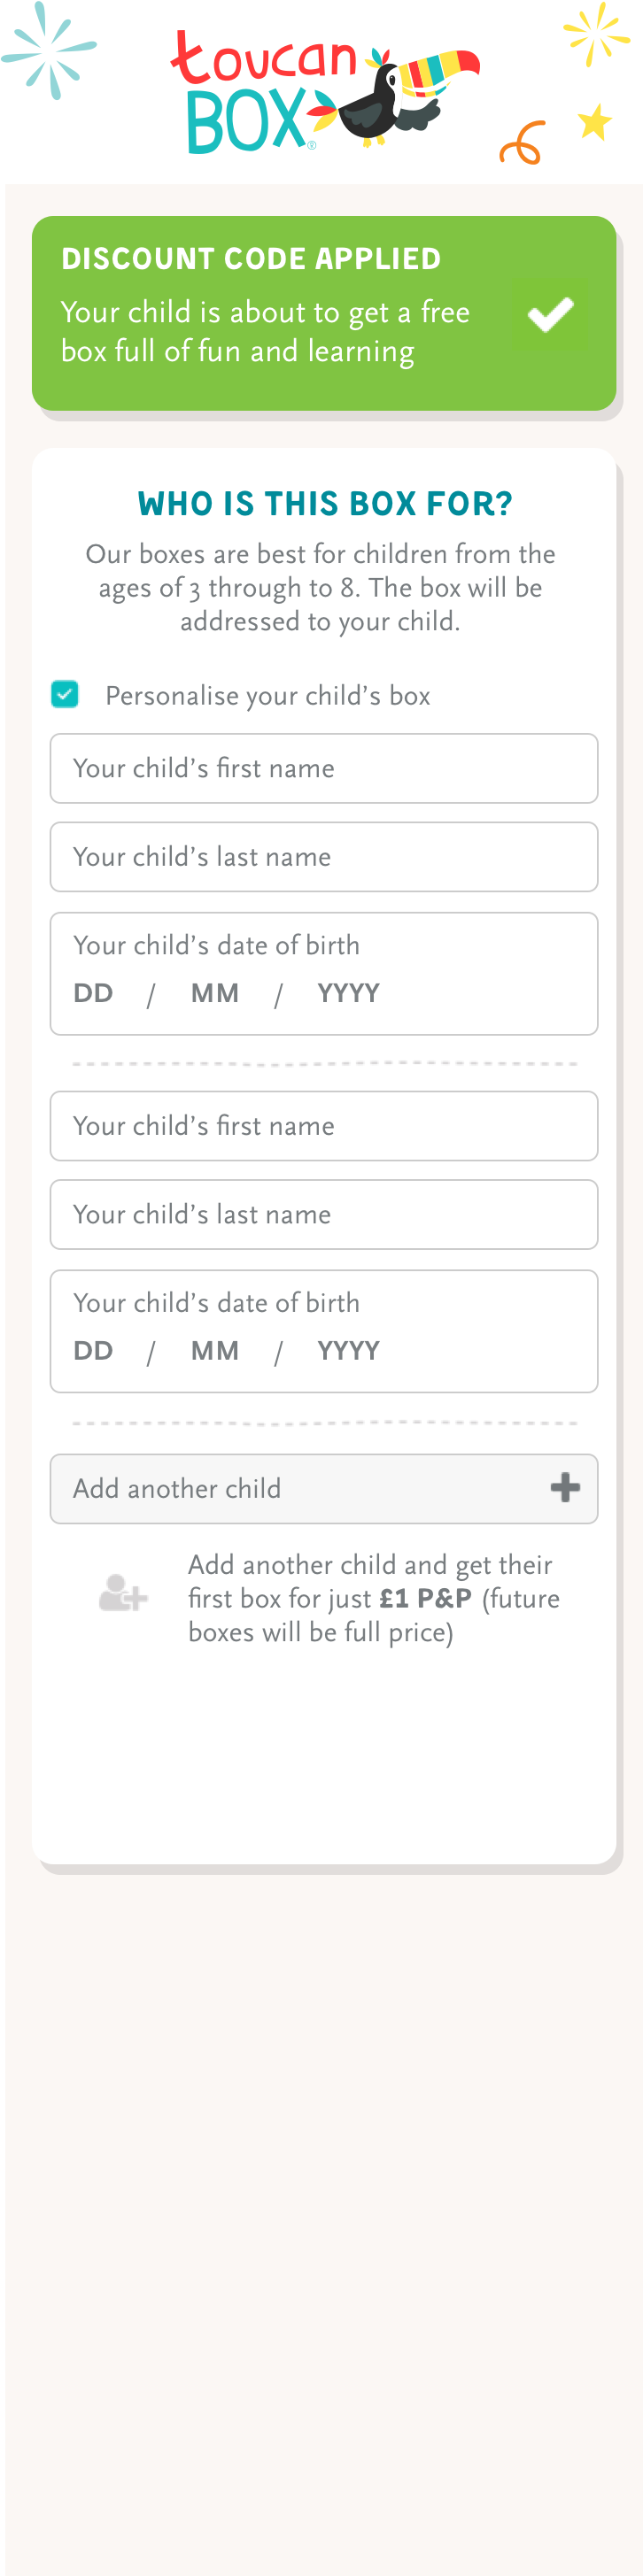 toucan
BOX®
DISCOUNT CODE APPLIED
Your child is about to get a free
box full of fun and learning
WHO IS THIS BOX FOR?
Our boxes are best for children from the
ages of 3 through to 8. The box will be
addressed to your child.
Personalise your child’s box
Your child’s first name
Your child’s last name
Your child’s date of birth
DD / MM / YYYY
Your child’s first name
Your child’s last name
Your child’s date of birth
DD / MM / YYYY
Add another child
Add another child and get their
first box for just £1 P&P (future
boxes will be full price)